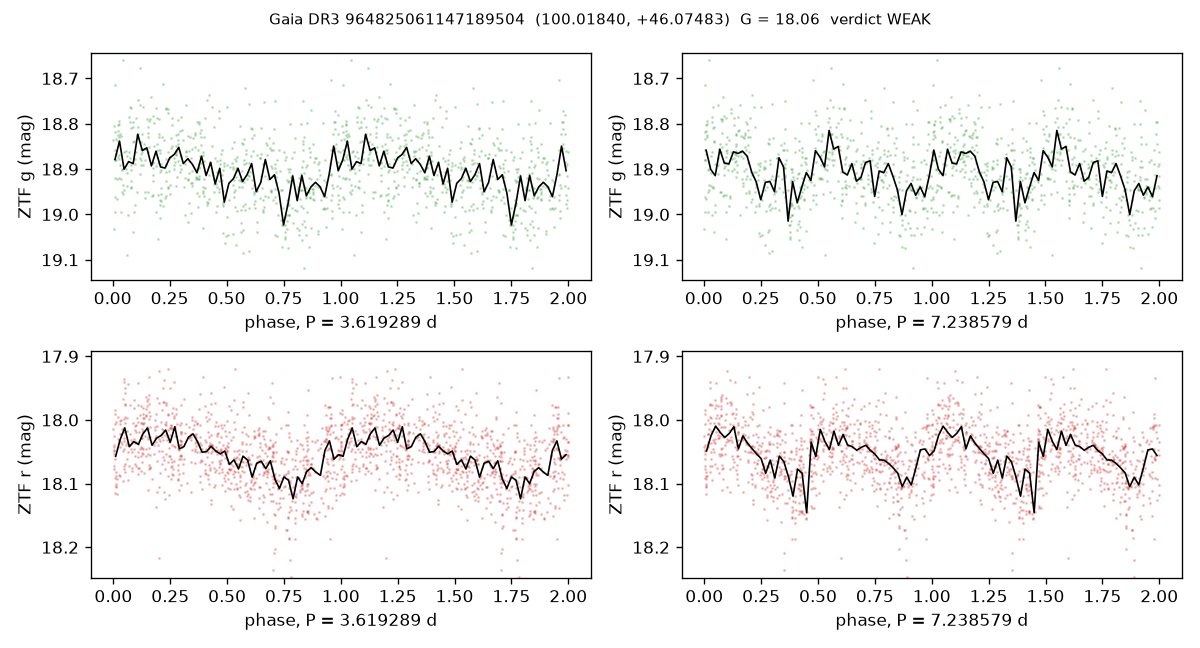 Gaia DR3 964825061147189504 (100.01840, +46.07483) G = 18.06 verdict WEAK
ZTF g (mag)
18.7
18.8
18.9
19.0
19.1
0.00 0.25 0.50 0.75 1.00 1.25 1.50 1.75 2.00
phase, P = 3.619289 d
ZTF g (mag)
18.7
18.8
18.9
19.0
19.1
0.00 0.25 0.50 0.75 1.00 1.25 1.50 1.75 2.00
phase, P = 7.238579 d
ZTF r (mag)
17.9
18.0
18.1
18.2
0.00 0.25 0.50 0.75 1.00 1.25 1.50 1.75 2.00
phase, P = 3.619289 d
ZTF r (mag)
17.9
18.0
18.1
18.2
0.00 0.25 0.50 0.75 1.00 1.25 1.50 1.75 2.00
phase, P = 7.238579 d